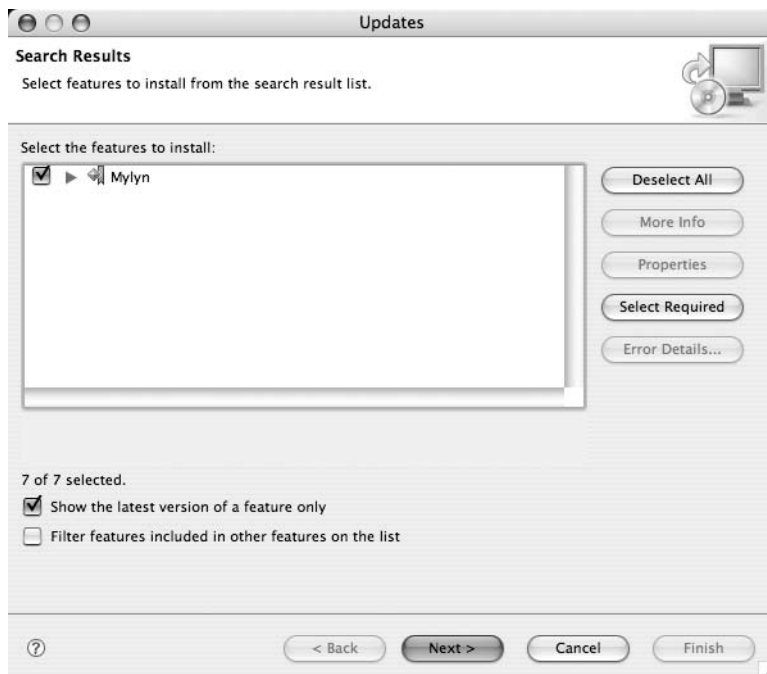 Updates
Search Results
Select features to install from the search result list.
Select the features to install:
Mylyn
Deselect All
More Info
Properties
Select Required
Error Details...
7 of 7 selected.
Show the latest version of a feature only
Filter features included in other features on the list
?
< Back
Next >
Cancel
Finish